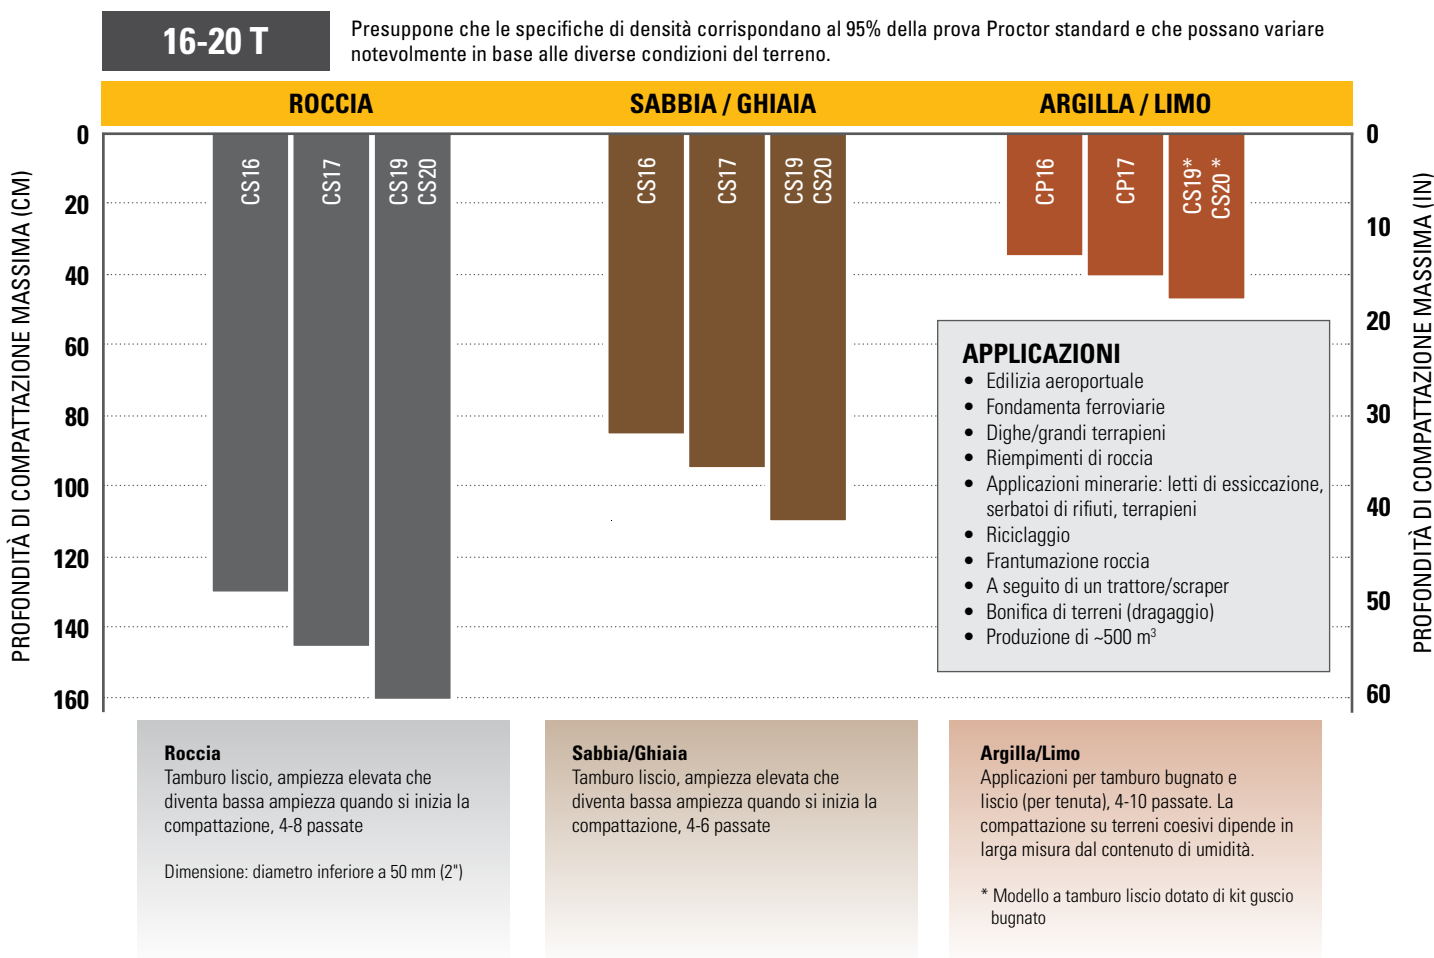 16-20 T
Presuppone che le specifiche di densità corrispondano al 95% della prova Proctor standard e che possano variare
notevolmente in base alle diverse condizioni del terreno.
ROCCIA
SABBIA / GHIAIA
ARGILLA / LIMO
PROFONDITÀ DI COMPATTAZIONE MASSIMA (CM)
0
20
40
60
80
100
120
140
160
CS16
CS17
CS19
CS20
CS16
CS17
CS19
CS20
CP16
CP17
CS19*
CS20 *
0
10
20
30
40
50
60
PROFONDITÀ DI COMPATTAZIONE MASSIMA (IN)
APPLICAZIONI
• Edilizia aeroportuale
• Fondamenta ferroviarie
• Dighe/grandi terrapieni
• Riempimenti di roccia
• Applicazioni minerarie: letti di essiccazione,
serbatoi di rifiuti, terrapieni
• Riciclaggio
• Frantumazione roccia
• A seguito di un trattore/scraper
• Bonifica di terreni (dragaggio)
• Produzione di ~500 m³
Roccia
Tamburo liscio, ampiezza elevata che
diventa bassa ampiezza quando si inizia la
compattazione, 4-8 passate
Dimensione: diametro inferiore a 50 mm (2")
Sabbia/Ghiaia
Tamburo liscio, ampiezza elevata che
diventa bassa ampiezza quando si inizia la
compattazione, 4-6 passate
Argilla/Limo
Applicazioni per tamburo bugnato e
liscio (per tenuta), 4-10 passate. La
compattazione su terreni coesivi dipende in
larga misura dal contenuto di umidità.
* Modello a tamburo liscio dotato di kit guscio
bugnato